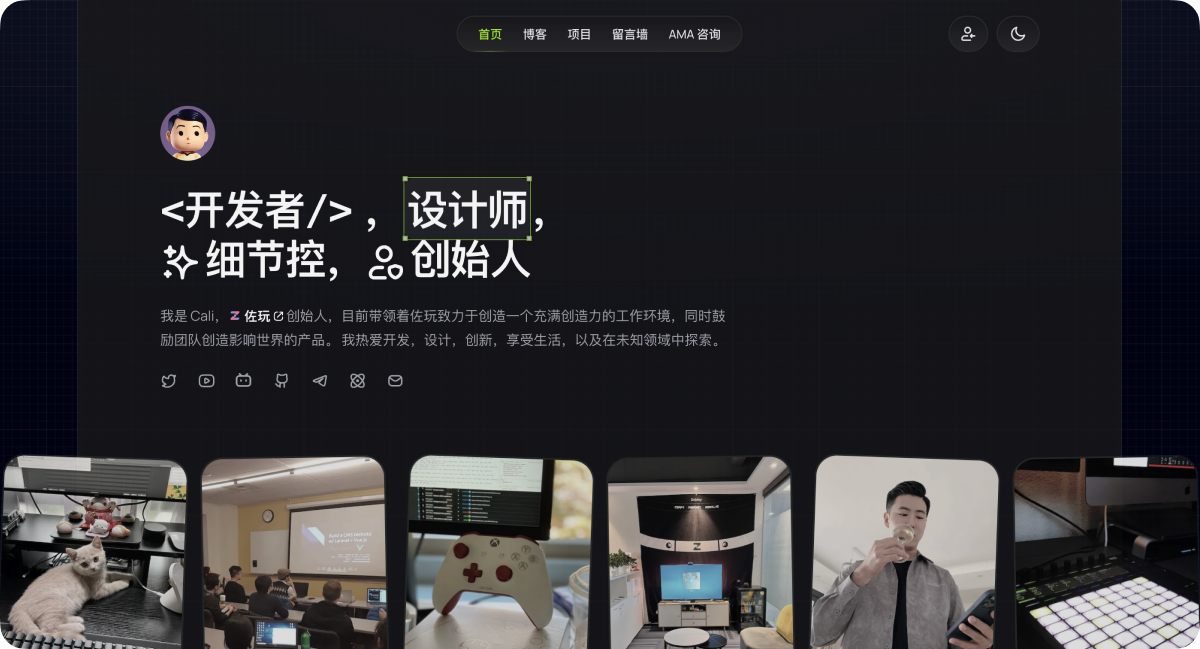 首页 博客 项目 留言墙 AMA 咨询
<开发者/> ，设计师，
细节控，创始人
我是 Cali， 佐玩 创始人，目前带领着佐玩致力于创造一个充满创造力的工作环境，同时鼓
励团队创造影响世界的产品。 我热爱开发，设计，创新，享受生活，以及在未知领域中探索。